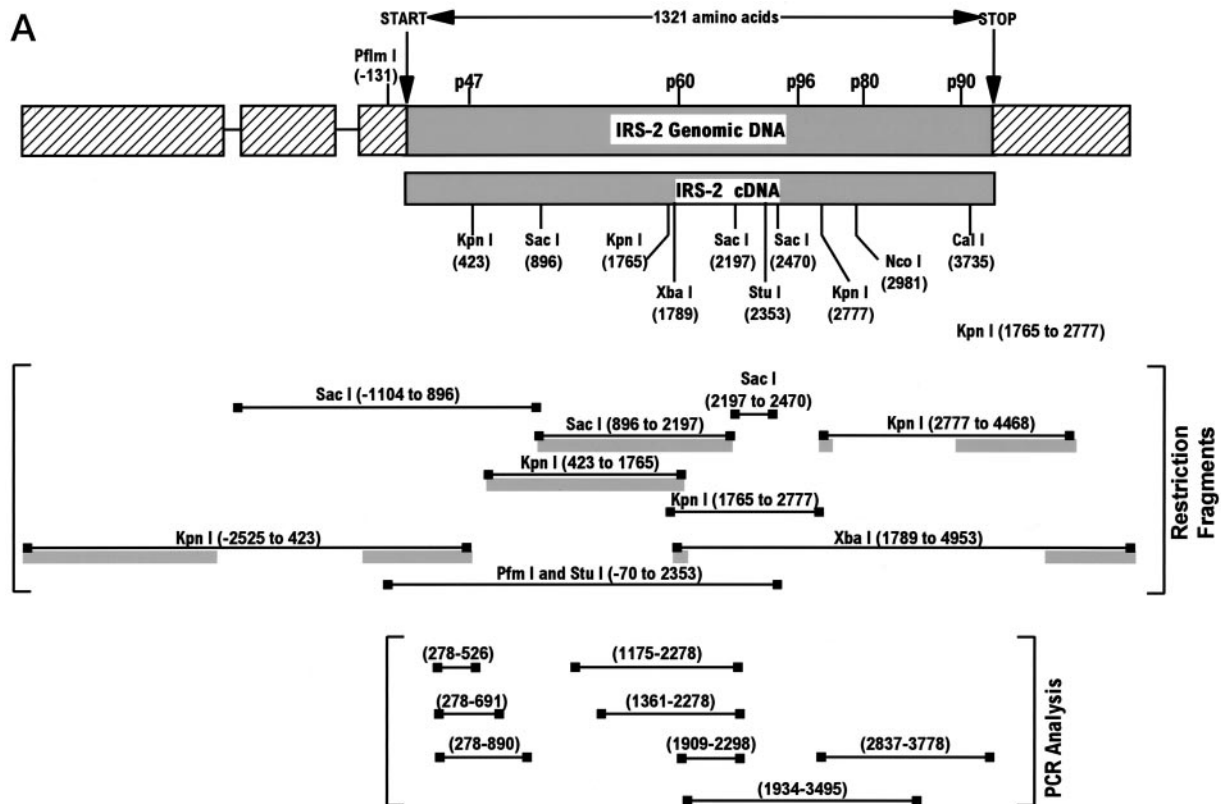 A
START
1321 amino acids
STOP
Pflm I
(-131)
p47
p60
p96
p80
p90
IRS-2 Genomic DNA
IRS-2 cDNA
Kpn I
(423)
Sac I
(896)
Kpn I
(1765)
Xba I
(1789)
Sac I
(2197)
Stu I
(2353)
Sac I
(2470)
Kpn I
(2777)
Nco I
(2981)
Cal I
(3735)
Kpn I (1765 to 2777)
Sac I (-1104 to 896)
Sac I
(2197 to 2470)
Sac I (896 to 2197)
Kpn I (2777 to 4468)
Kpn I (423 to 1765)
Kpn I (1765 to 2777)
Kpn I (-2525 to 423)
Xba I (1789 to 4953)
Pfm I and Stu I (-70 to 2353)
Restriction
Fragments
(278-526)
(1175-2278)
(278-691)
(1361-2278)
(278-890)
(1909-2298)
(2837-3778)
(1934-3495)
PCR Analysis